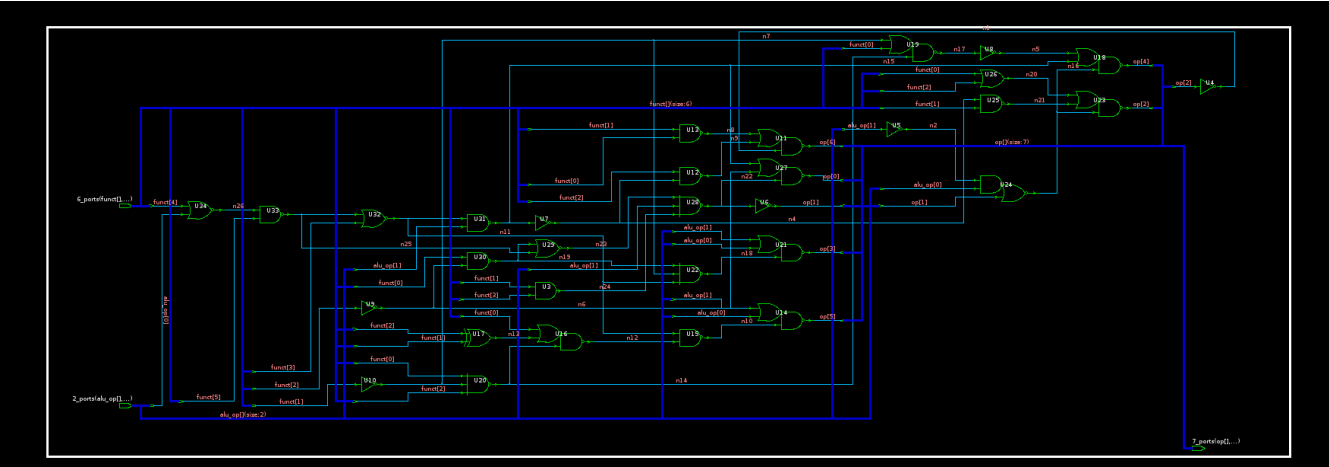 n7
U19
funct[0]
n17
U8
n5
U18
n15
n16
op[4]
funct[0]
U26
n20
op[2]
U4
funct[2]
funct[](size:6)
funct[1]
U25
n21
U23
op[2]
funct[1]
U12
n8
n9
U11
op[6]
alu_op[1]
U5
n2
op[](size:7)
U27
op[0]
funct[0]
U12
n22
funct[2]
alu_op[0]
U24
6_ports(funct[],...)
funct[4]
U34
n26
U33
U32
U31
U7
U28
U6
op[1]
op[1]
n4
n11
n25
U29
n23
alu_op[1]
alu_op[0]
U21
op[3]
U30
n19
alu_op[1]
alu_op[1]
n18
U22
funct[0]
funct[1]
U3
n24
funct[3]
alu_op[0]
alu_op[1]
U9
n6
funct[0]
alu_op[0]
U14
op[5]
n10
funct[2]
funct[1]
U17
n13
U16
n12
U15
funct[0]
funct[3]
U10
U20
n14
funct[2]
funct[2]
funct[5]
funct[1]
2_ports(alu_op[],...)
alu_op[](size:2)
7_ports(op[],...)